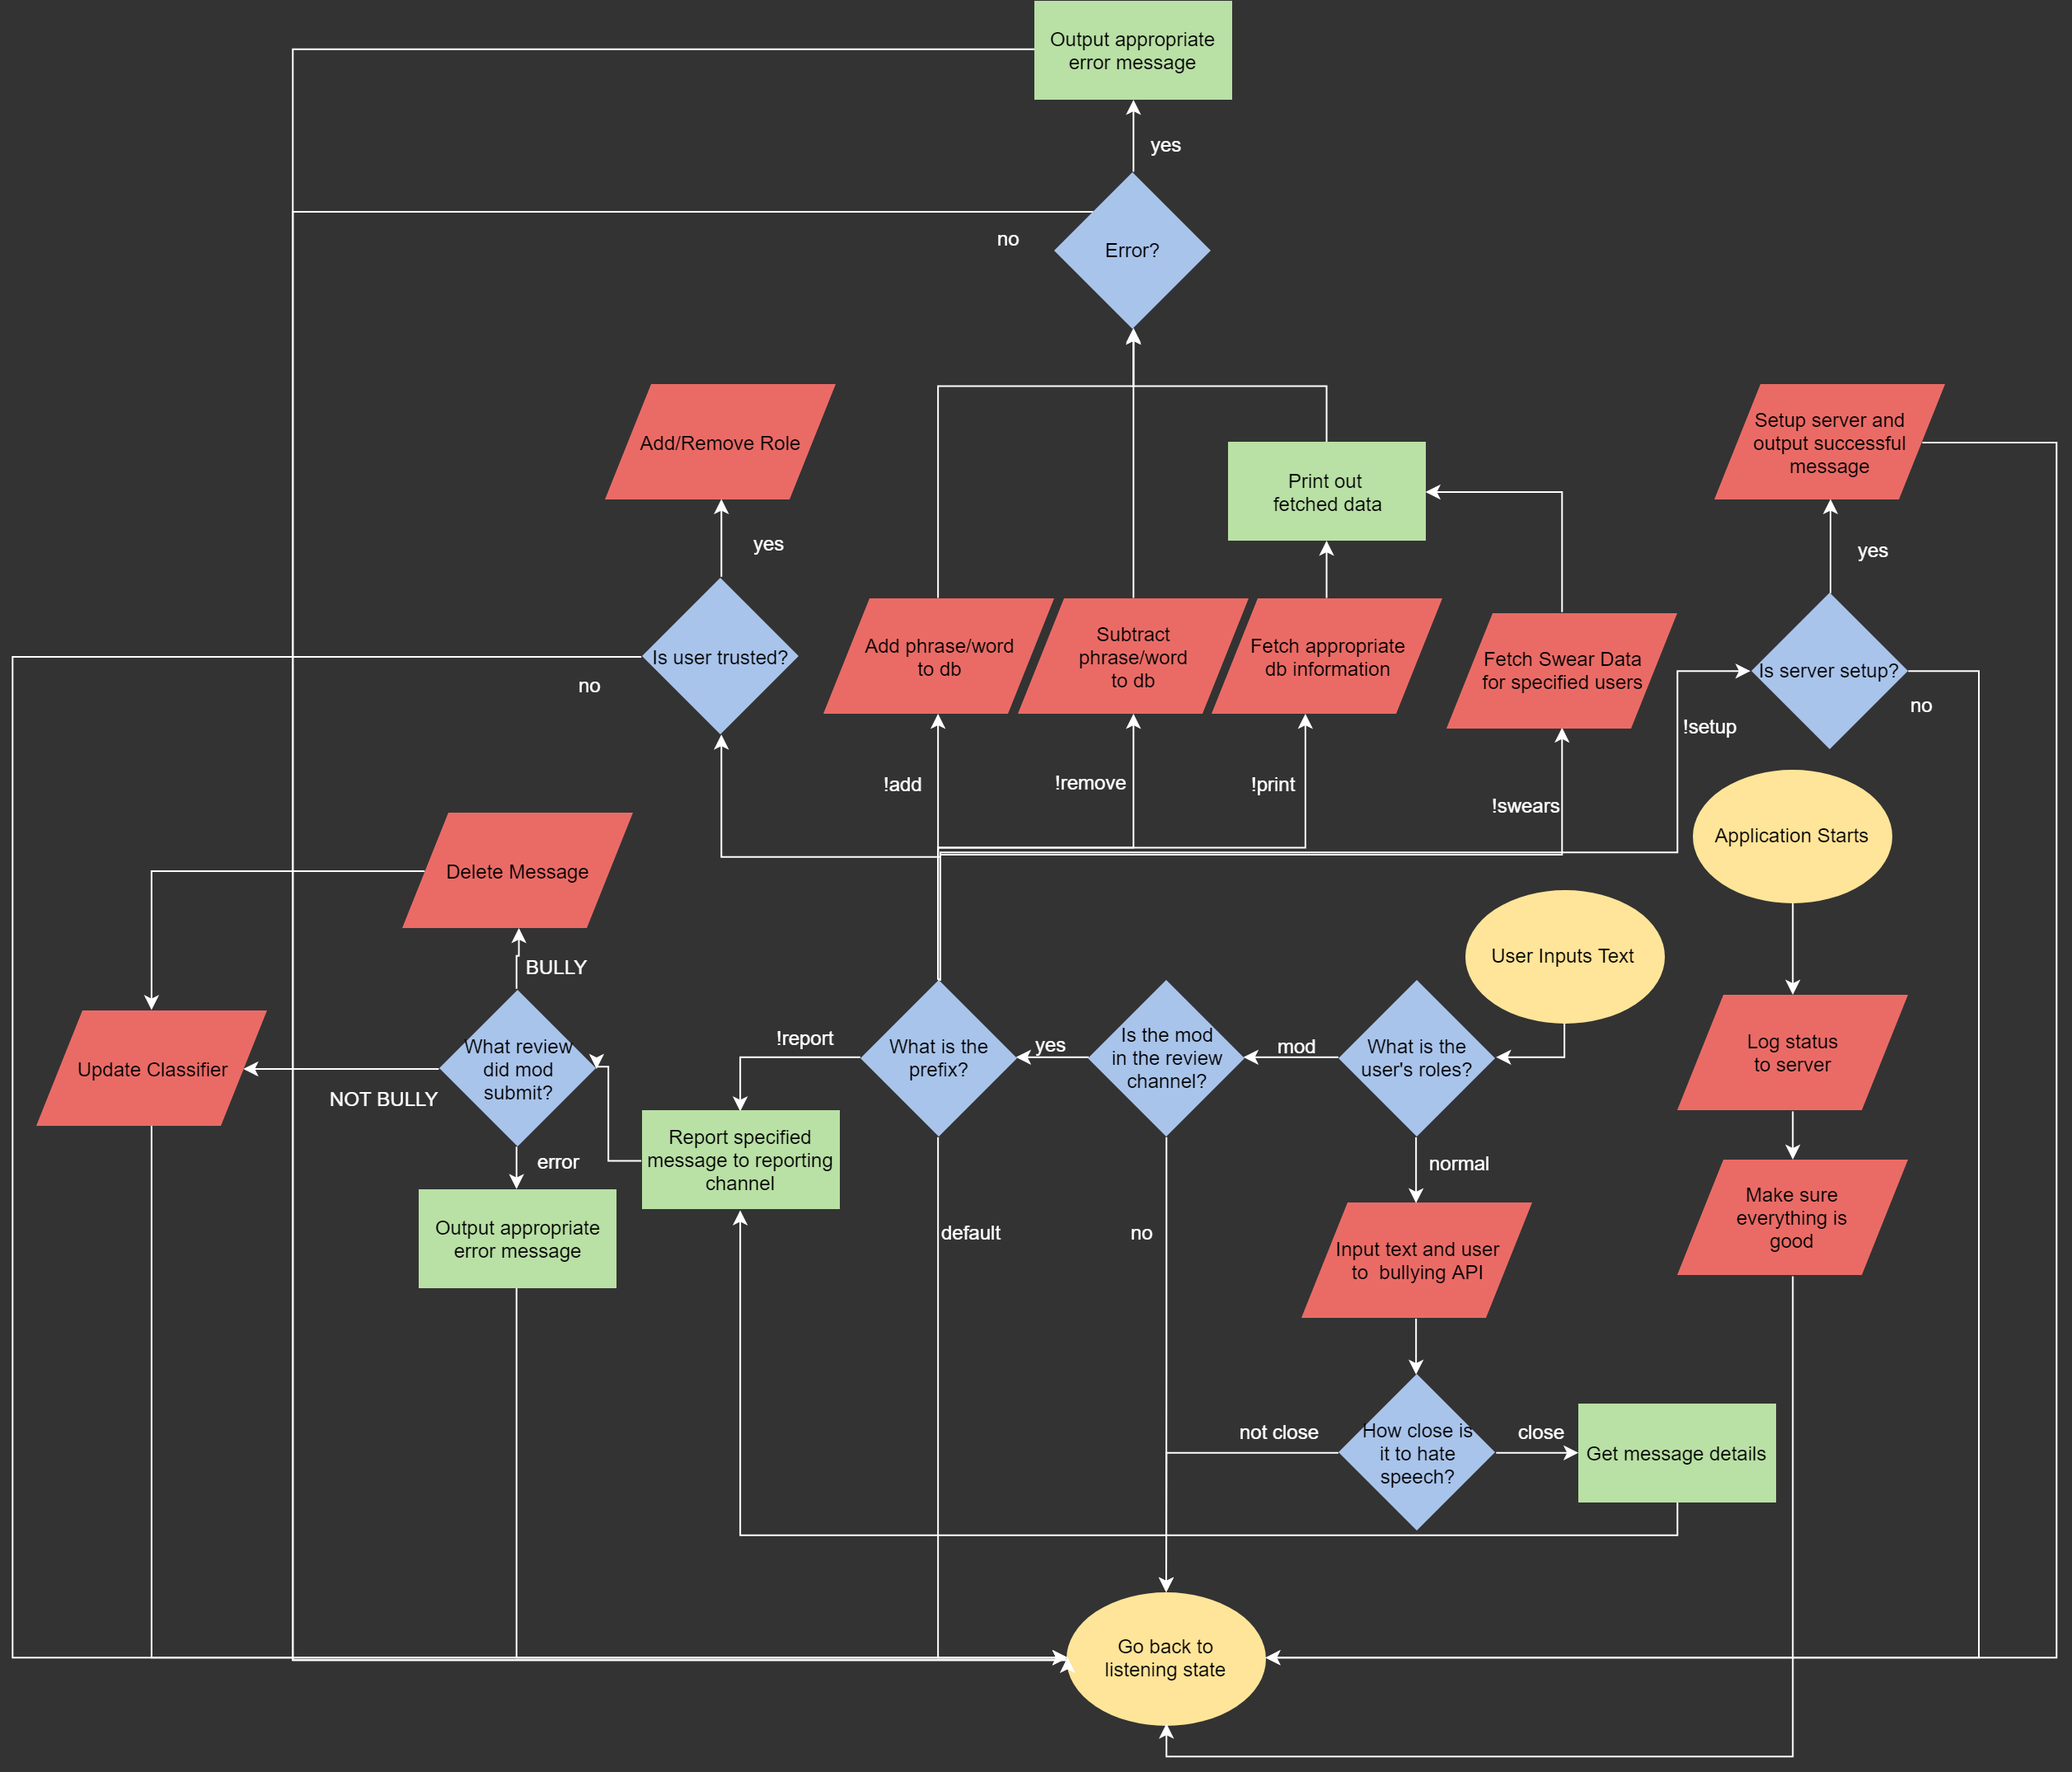 Output appropriate
error message
yes
no
Error?
Add/Remove Role
Setup server and
output successful
message
Print out
fetched data
yes
yes
Is user trusted?
no
Add phrase/word
to db
Subtract
phrase/word
to db
Fetch appropriate
db information
Fetch Swear Data
for specified users
Is server setup?
no
!setup
!add
!remove
!print
!swears
Application Starts
Delete Message
User Inputs Text
BULLY
Update Classifier
NOT BULLY
What review
did mod
submit?
error
!report
What is the
prefix?
yes
Is the mod
in the review
channel?
mod
What is the
user's roles?
Log status
to server
Report specified
message to reporting
channel
normal
Make sure
everything is
good
Output appropriate
error message
default
no
Input text and user
to  bullying API
not close
How close is
it to hate
speech?
close
Get message details
Go back to
listening state